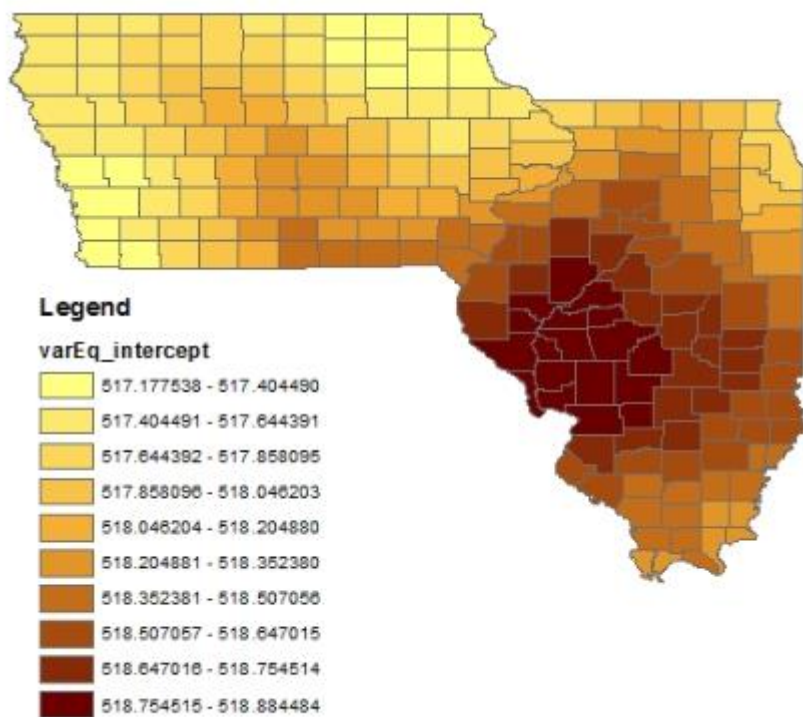 Legend
varEq_intercept
517.177538 - 517.404490
517.404491 - 517.644391
517.644392 - 517.858095
517.858096 - 518.046203
518.046204 - 518.204880
518.204881 - 518.352380
518.352381 - 518.507056
518.507057 - 518.647015
518.647016 - 518.754514
518.754515 - 518.884484